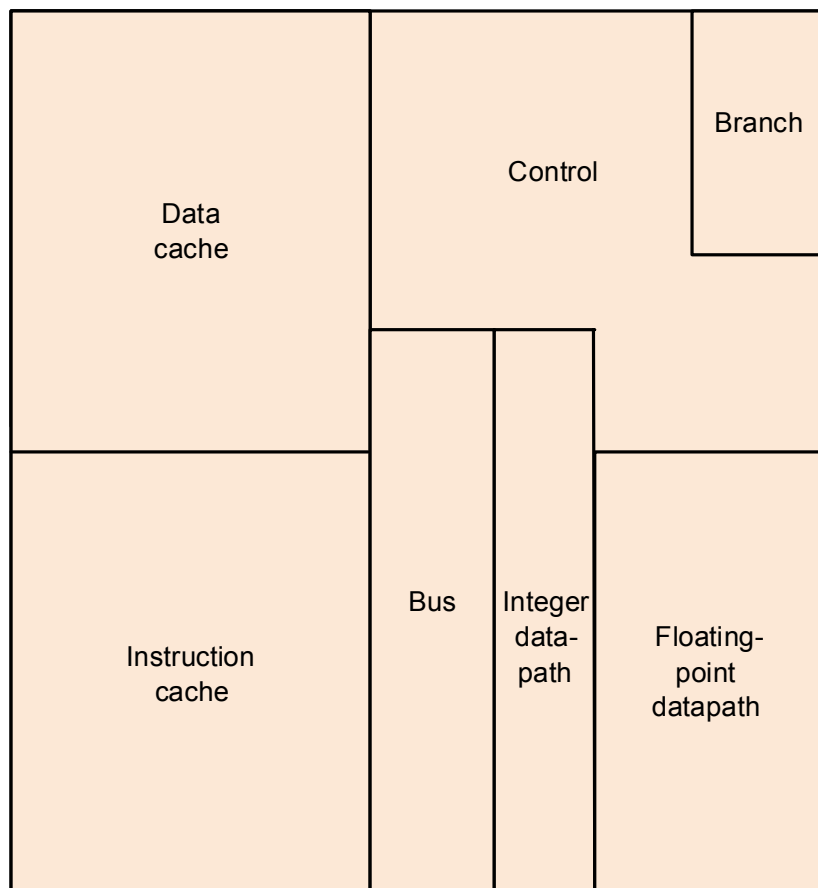 Branch
Control
Data
cache
Bus
Integer
data-
path
Floating-
point
datapath
Instruction
cache